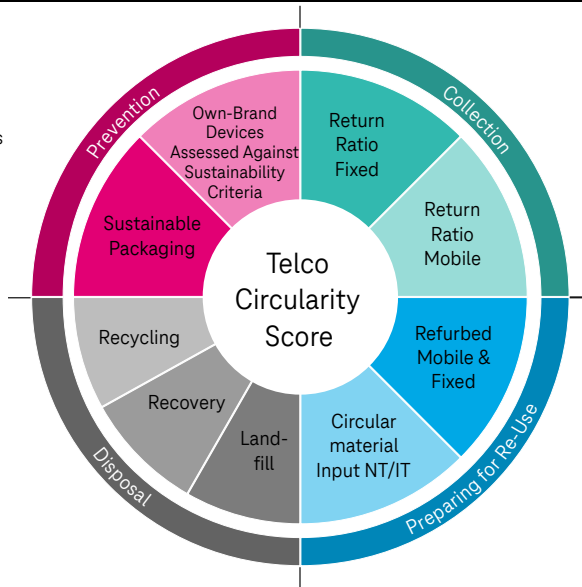 Prevention
Collection
Own-Brand
Devices
Assessed Against
Sustainability
Criteria
Return
Ratio
Fixed
s
Sustainable
Packaging
Return
Ratio
Mobile
Telco
Circularity
Score
Recycling
Refurbed
Mobile &
Fixed
Recovery
Land-
fill
Circular
material
Input NT/IT
Disposal
Preparing for Re-Use